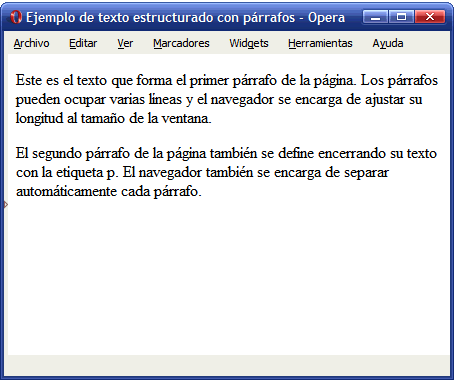 Ejemplo de texto estructurado con párrafos - Opera
Archivo Editar Ver Marcadores Widgets Herramientas Ayuda
Este es el texto que forma el primer párrafo de la página. Los párrafos
pueden ocupar varias líneas y el navegador se encarga de ajustar su
longitud al tamaño de la ventana.
El segundo párrafo de la página también se define encerrando su texto
con la etiqueta p. El navegador también se encarga de separar
automáticamente cada párrafo.